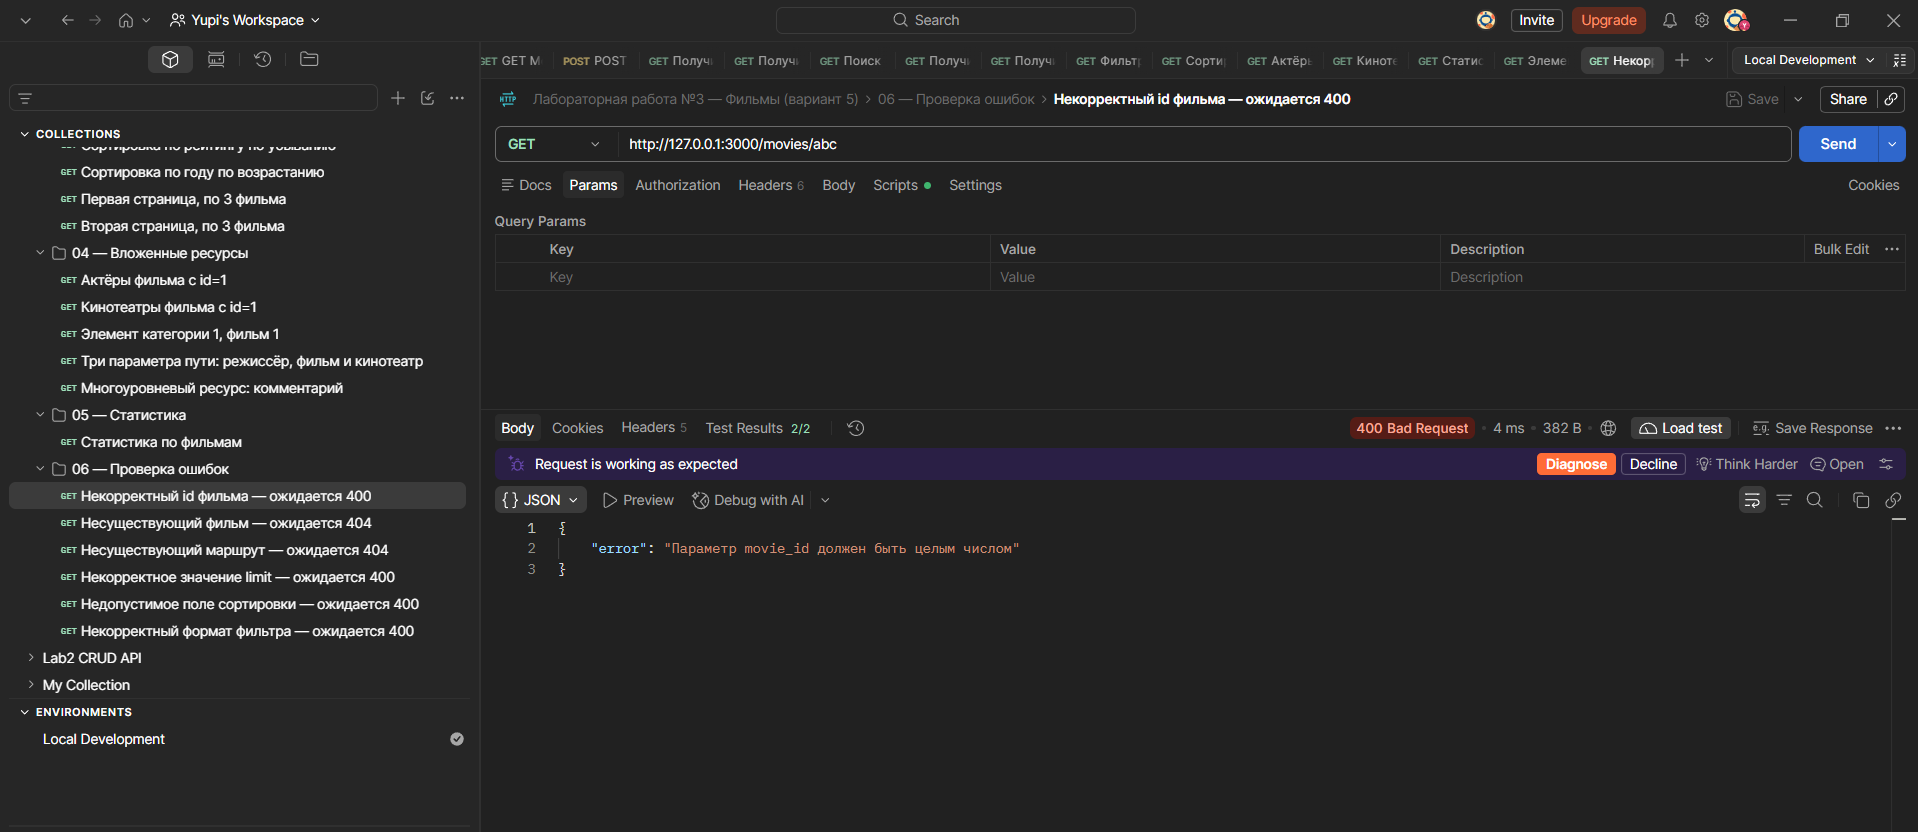 Yupi's Workspace
Search
Invite
Upgrade
GET GET M
POST POST
GET Получ
GET Получ
GET Поиск
GET Получ
GET Получ
GET Фильт
GET Сорти
GET Актёр
GET Кинот
GET Статис
GET Элеме
GET Некор
Local Development
COLLECTIONS
Сортировка по рейтингу по убыванию
GET Сортировка по году по возрастанию
GET Первая страница, по 3 фильма
GET Вторая страница, по 3 фильма
04 — Вложенные ресурсы
GET Актёры фильма с id=1
GET Кинотеатры фильма с id=1
GET Элемент категории 1, фильм 1
GET Три параметра пути: режиссёр, фильм и кинотеатр
GET Многоуровневый ресурс: комментарий
05 — Статистика
GET Статистика по фильмам
06 — Проверка ошибок
GET Некорректный id фильма — ожидается 400
GET Несуществующий фильм — ожидается 404
GET Несуществующий маршрут — ожидается 404
GET Некорректное значение limit — ожидается 400
GET Недопустимое поле сортировки — ожидается 400
GET Некорректный формат фильтра — ожидается 400
Lab2 CRUD API
My Collection
ENVIRONMENTS
Local Development
HTTP Лабораторная работа №3 — Фильмы (вариант 5) > 06 — Проверка ошибок > Некорректный id фильма — ожидается 400
Save
Share
GET http://127.0.0.1:3000/movies/abc
Send
Docs Params Authorization Headers 6 Body Scripts Settings
Cookies
Query Params
Key Value Description Bulk Edit
Key Value Description
Body Cookies Headers 5 Test Results 2/2
400 Bad Request • 4 ms • 382 B
Load test
e.g. Save Response
Request is working as expected
Diagnose Decline Think Harder Open
{} JSON Preview Debug with AI
1 {
2 "error": "Параметр movie_id должен быть целым числом"
3 }